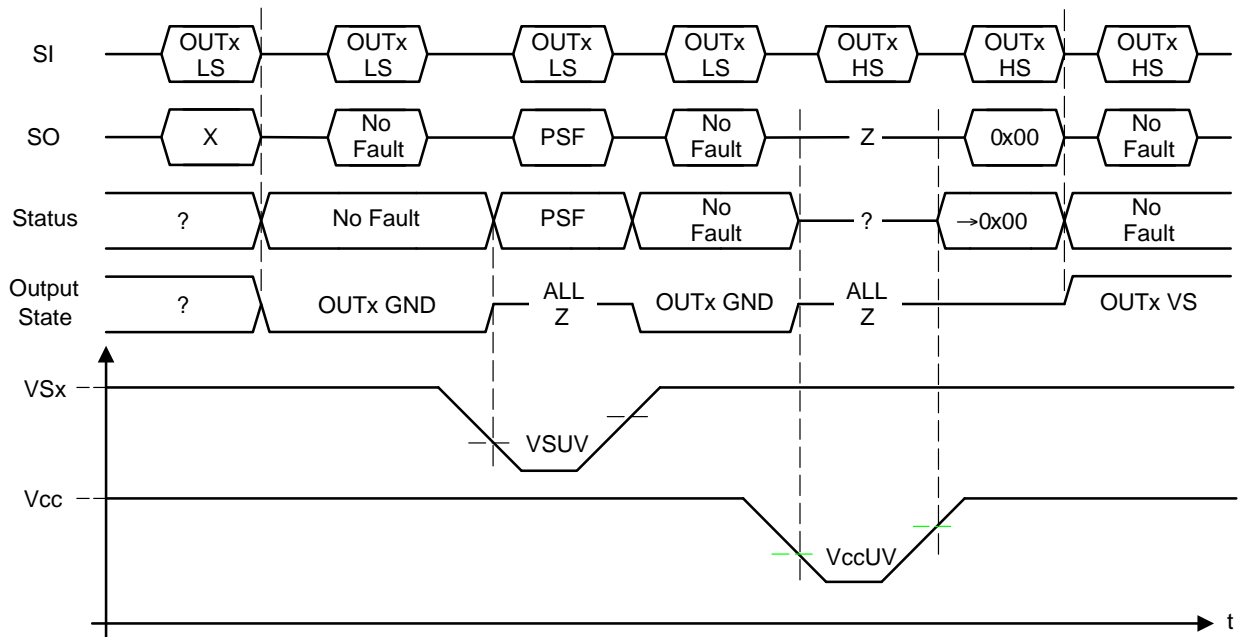 SI
OUTx
LS
OUTx
LS
OUTx
LS
OUTx
LS
OUTx
HS
OUTx
HS
OUTx
HS
SO
X
No
Fault
PSF
No
Fault
Z
0x00
No
Fault
Status
?
No Fault
PSF
No
Fault
?
→0x00
No
Fault
Output
State
?
OUTx GND
ALL
Z
OUTx GND
ALL
Z
OUTx VS
VSx
VSUV
Vcc
VccUV
t